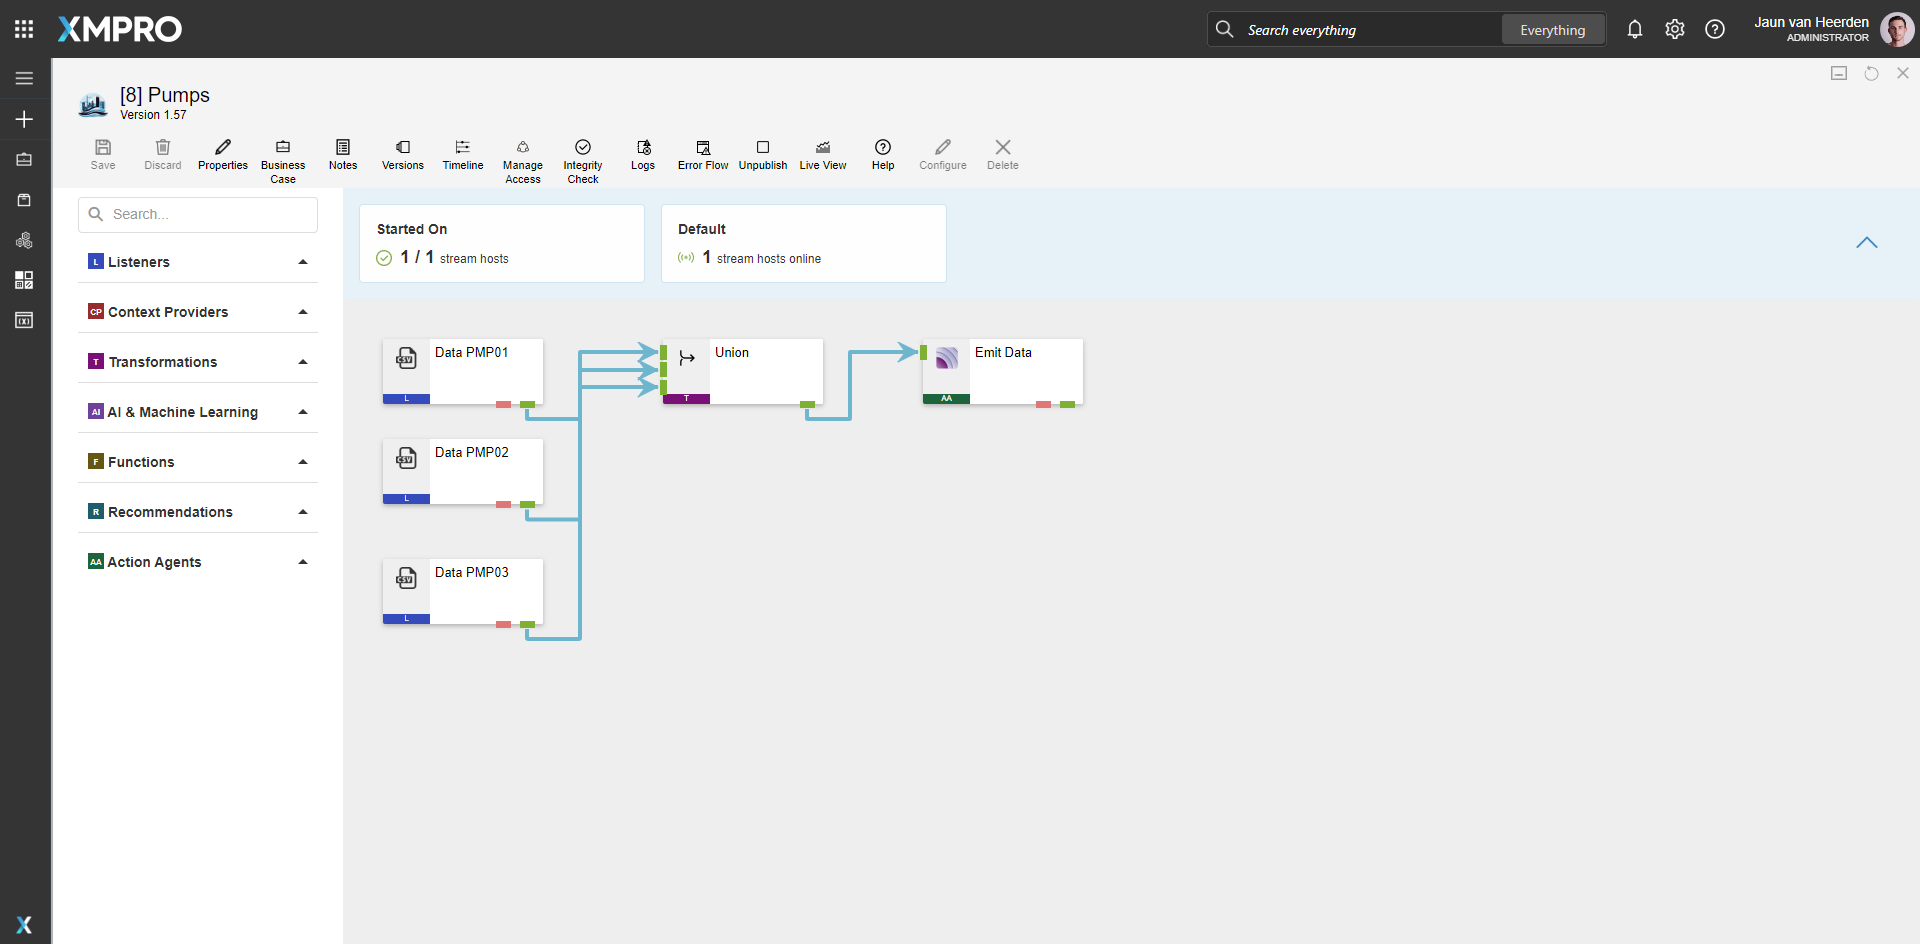 XMPRO
Search everything
Everything
Jaun van Heerden
ADMINISTRATOR
[8] Pumps
Version 1.57
Save
Discard
Properties
Business
Case
Notes
Versions
Timeline
Manage
Access
Integrity
Check
Logs
Error Flow
Unpublish
Live View
Help
Configure
Delete
Search...
L Listeners
CP Context Providers
T Transformations
AI AI & Machine Learning
F Functions
R Recommendations
AA Action Agents
Started On
1 / 1 stream hosts
Default
1 stream hosts online
CSV
Data PMP01
L
Union
T
Emit Data
AA
CSV
Data PMP02
L
CSV
Data PMP03
L
X